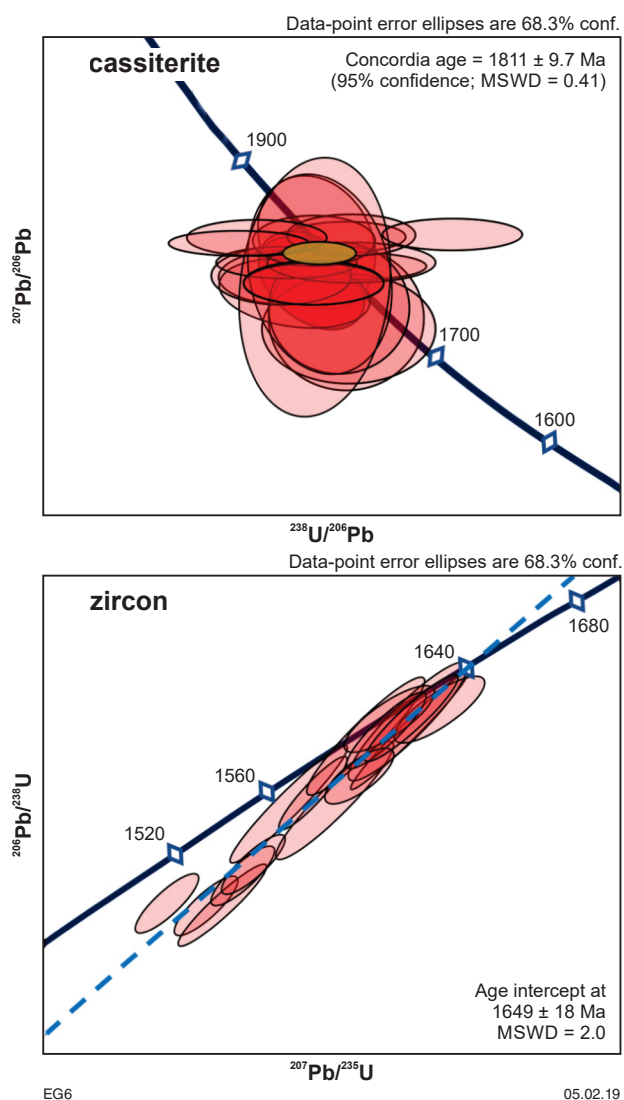 Data-point error ellipses are 68.3% conf.
cassiterite
Concordia age = 1811 ± 9.7 Ma
(95% confidence; MSWD = 0.41)
1900
²⁰⁷Pb/²⁰⁶Pb
1700
1600
²³⁸U/²⁰⁶Pb
Data-point error ellipses are 68.3% conf.
zircon
1680
1640
1560
²⁰⁶Pb/²³⁸U
1520
Age intercept at
1649 ± 18 Ma
MSWD = 2.0
²⁰⁷Pb/²³⁵U
EG6
05.02.19